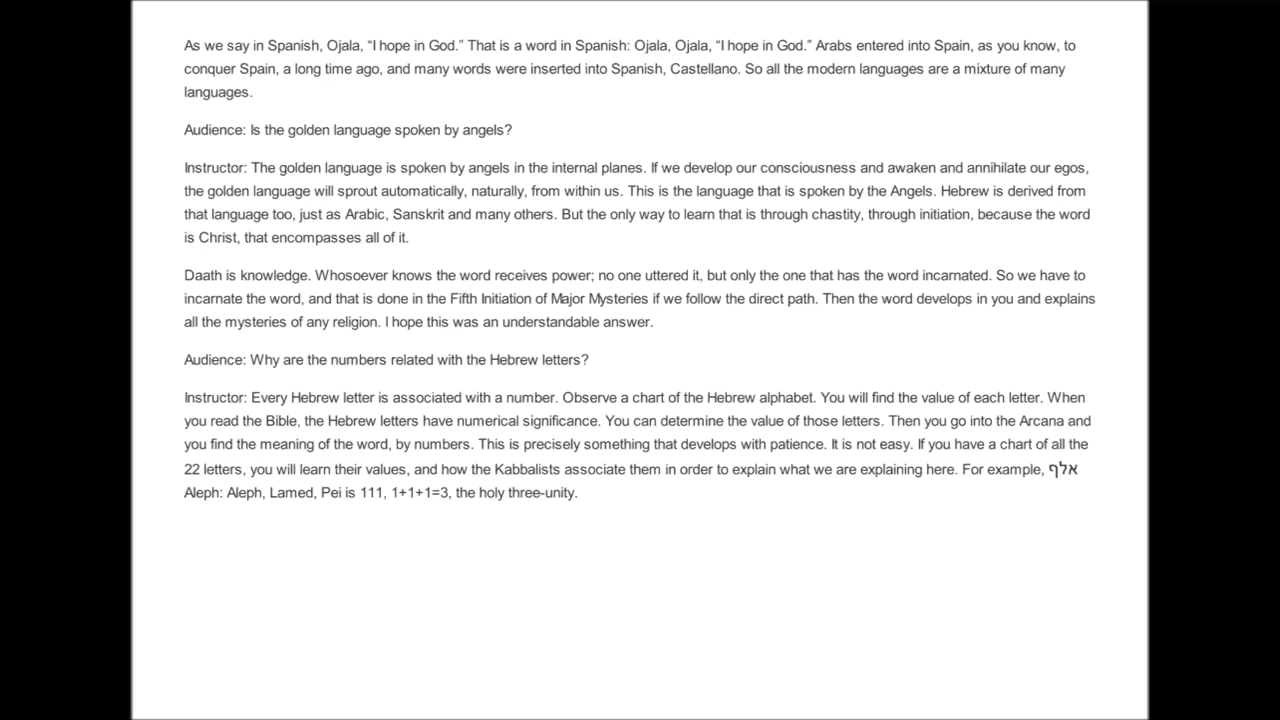 As we say in Spanish, Ojala, “I hope in God.” That is a word in Spanish: Ojala, Ojala, “I hope in God.” Arabs entered into Spain, as you know, to
conquer Spain, a long time ago, and many words were inserted into Spanish, Castellano. So all the modern languages are a mixture of many
languages.
Audience: Is the golden language spoken by angels?
Instructor: The golden language is spoken by angels in the internal planes. If we develop our consciousness and awaken and annihilate our egos,
the golden language will sprout automatically, naturally, from within us. This is the language that is spoken by the Angels. Hebrew is derived from
that language too, just as Arabic, Sanskrit and many others. But the only way to learn that is through chastity, through initiation, because the word
is Christ, that encompasses all of it.
Daath is knowledge. Whosoever knows the word receives power; no one uttered it, but only the one that has the word incarnated. So we have to
incarnate the word, and that is done in the Fifth Initiation of Major Mysteries if we follow the direct path. Then the word develops in you and explains
all the mysteries of any religion. I hope this was an understandable answer.
Audience: Why are the numbers related with the Hebrew letters?
Instructor: Every Hebrew letter is associated with a number. Observe a chart of the Hebrew alphabet. You will find the value of each letter. When
you read the Bible, the Hebrew letters have numerical significance. You can determine the value of those letters. Then you go into the Arcana and
you find the meaning of the word, by numbers. This is precisely something that develops with patience. It is not easy. If you have a chart of all the
22 letters, you will learn their values, and how the Kabbalists associate them in order to explain what we are explaining here. For example, אלף
Aleph: Aleph, Lamed, Pei is 111, 1+1+1=3, the holy three-unity.